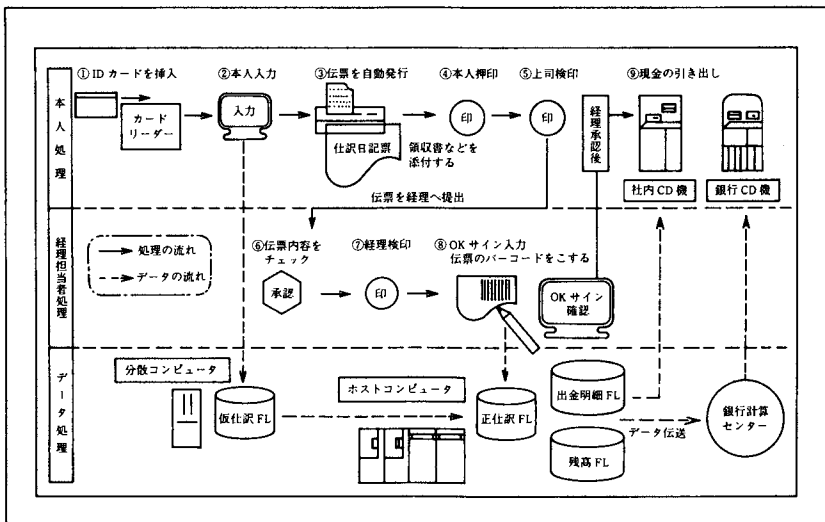 本人処理
①IDカードを挿入
カード
リーダー
②本人入力
入力
③伝票を自動発行
仕訳日記票
領収書などを
添付する
④本人押印
印
⑤上司検印
印
経理承認後
⑨現金の引き出し
社内CD機
銀行CD機
伝票を経理へ提出
経理担当者処理
処理の流れ
データの流れ
⑥伝票内容を
チェック
承認
⑦経理検印
印
⑧OKサイン入力
伝票のバーコードをこする
OKサイン
確認
データ処理
分散コンピュータ
仮仕訳FL
ホストコンピュータ
正仕訳FL
出金明細FL
残高FL
データ伝送
銀行計算
センター